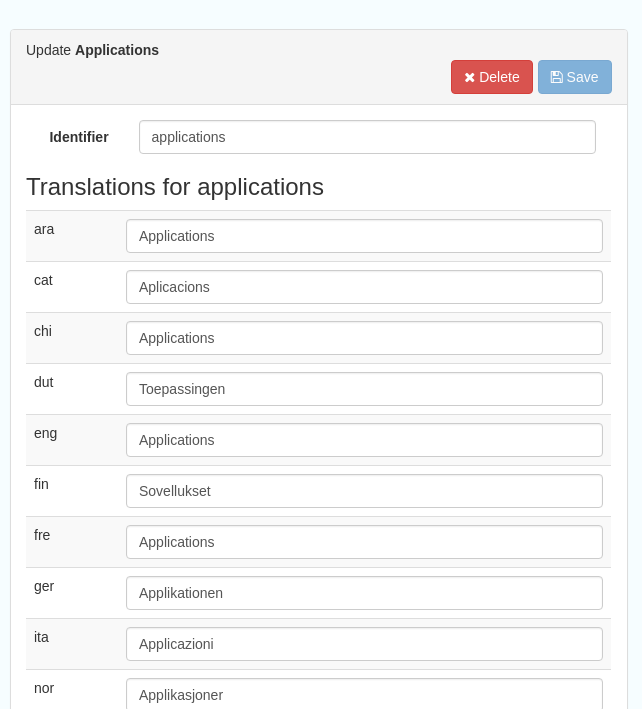 Update Applications
Delete Save
Identifier applications
Translations for applications
ara Applications
cat Aplicacions
chi Applications
dut Toepassingen
eng Applications
fin Sovellukset
fre Applications
ger Applikationen
ita Applicazioni
nor Applikasjoner